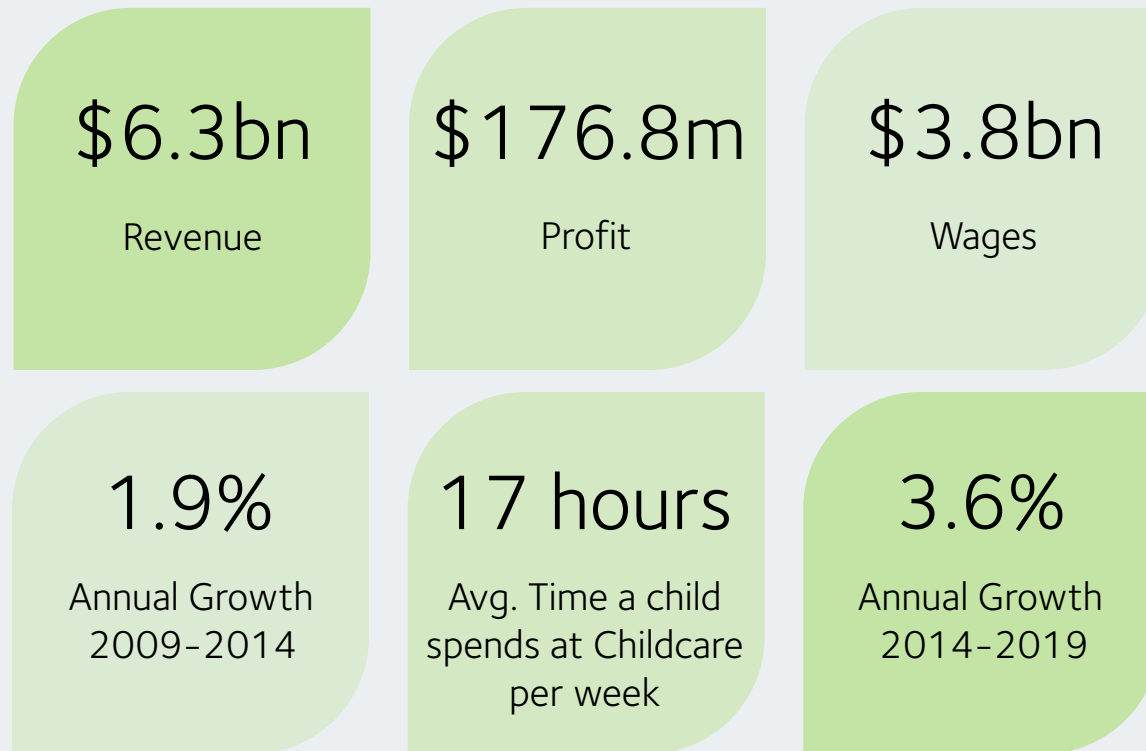 $6.3bn
Revenue
$176.8m
Profit
$3.8bn
Wages
1.9%
Annual Growth
2009-2014
17 hours
Avg. Time a child
spends at Childcare
per week
3.6%
Annual Growth
2014-2019